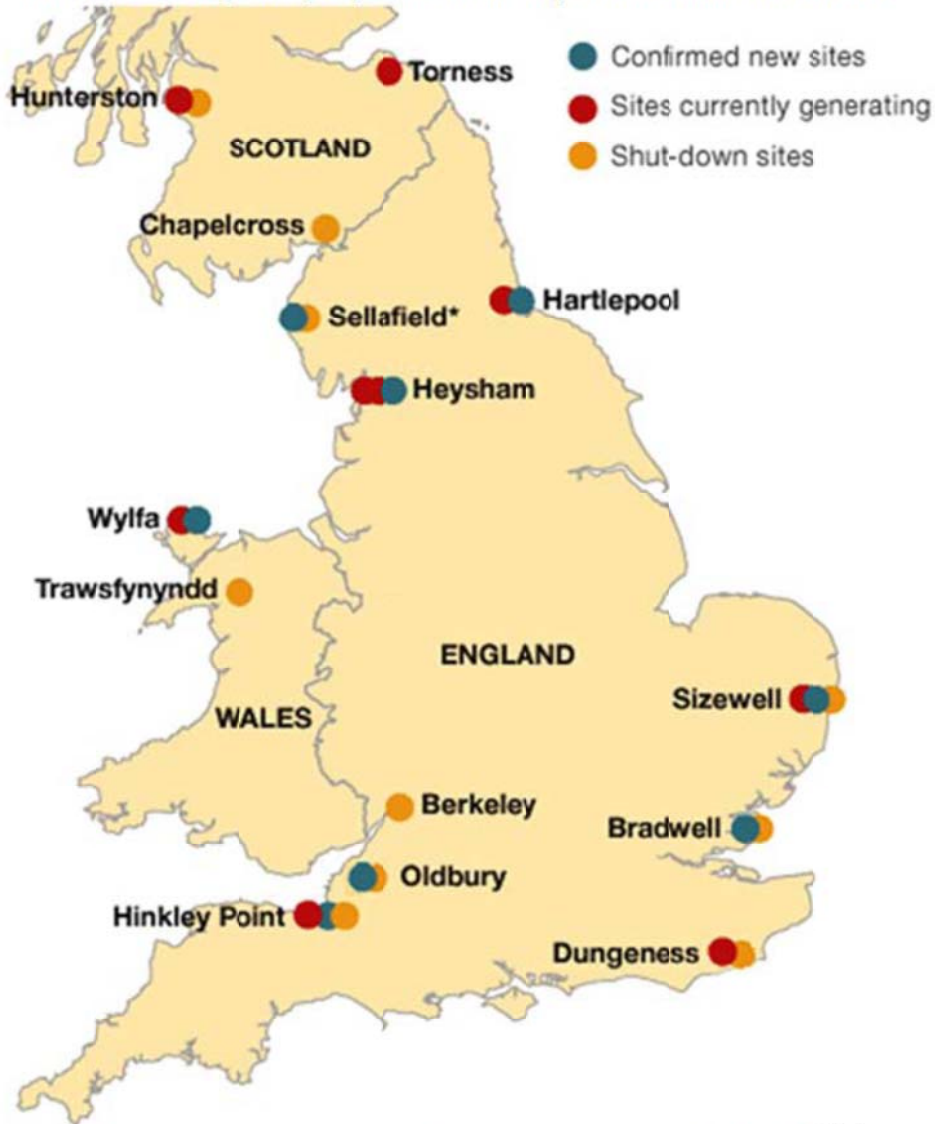 Torness
Confirmed new sites
Hunterston
Sites currently generating
SCOTLAND
Shut-down sites
Chapelcross
Hartlepool
Sellafield*
Heysham
Wylfa
Trawsfynyndd
ENGLAND
Sizewell
WALES
Berkeley
Bradwell
Oldbury
Hinkley Point
Dungeness